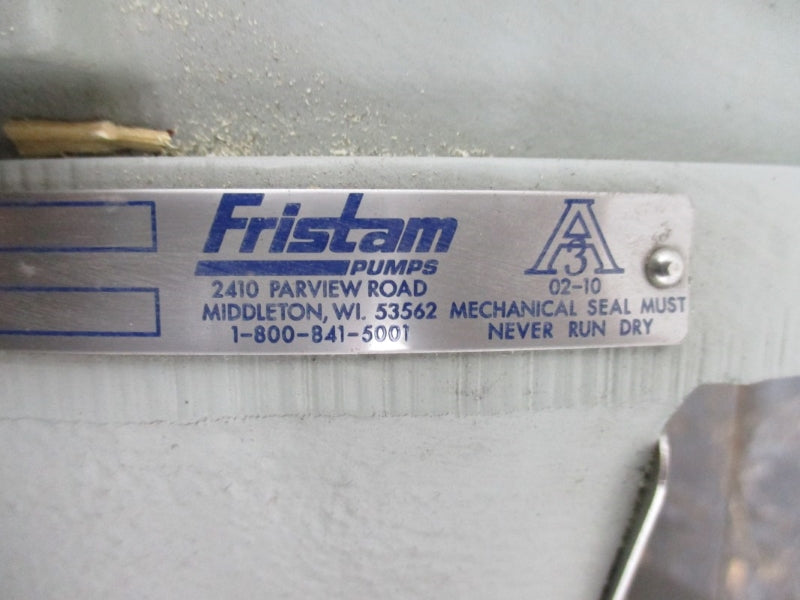 Fristam
PUMPS
2410 PARVIEW ROAD
MIDDLETON, WI. 53562
1-800-841-5001
A
3
02-10
MECHANICAL SEAL MUST
NEVER RUN DRY